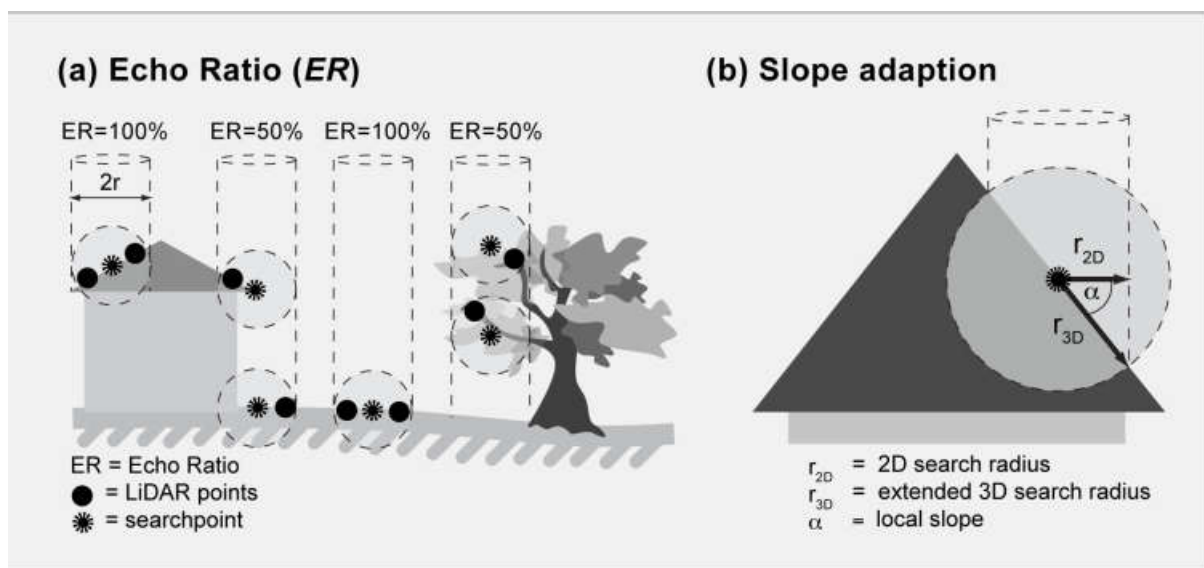 (a) Echo Ratio (ER)
ER=100% ER=50% ER=100% ER=50%
2r
ER = Echo Ratio
= LiDAR points
= searchpoint
(b) Slope adaption
r2D
α
r3D
r2D = 2D search radius
r3D = extended 3D search radius
α = local slope